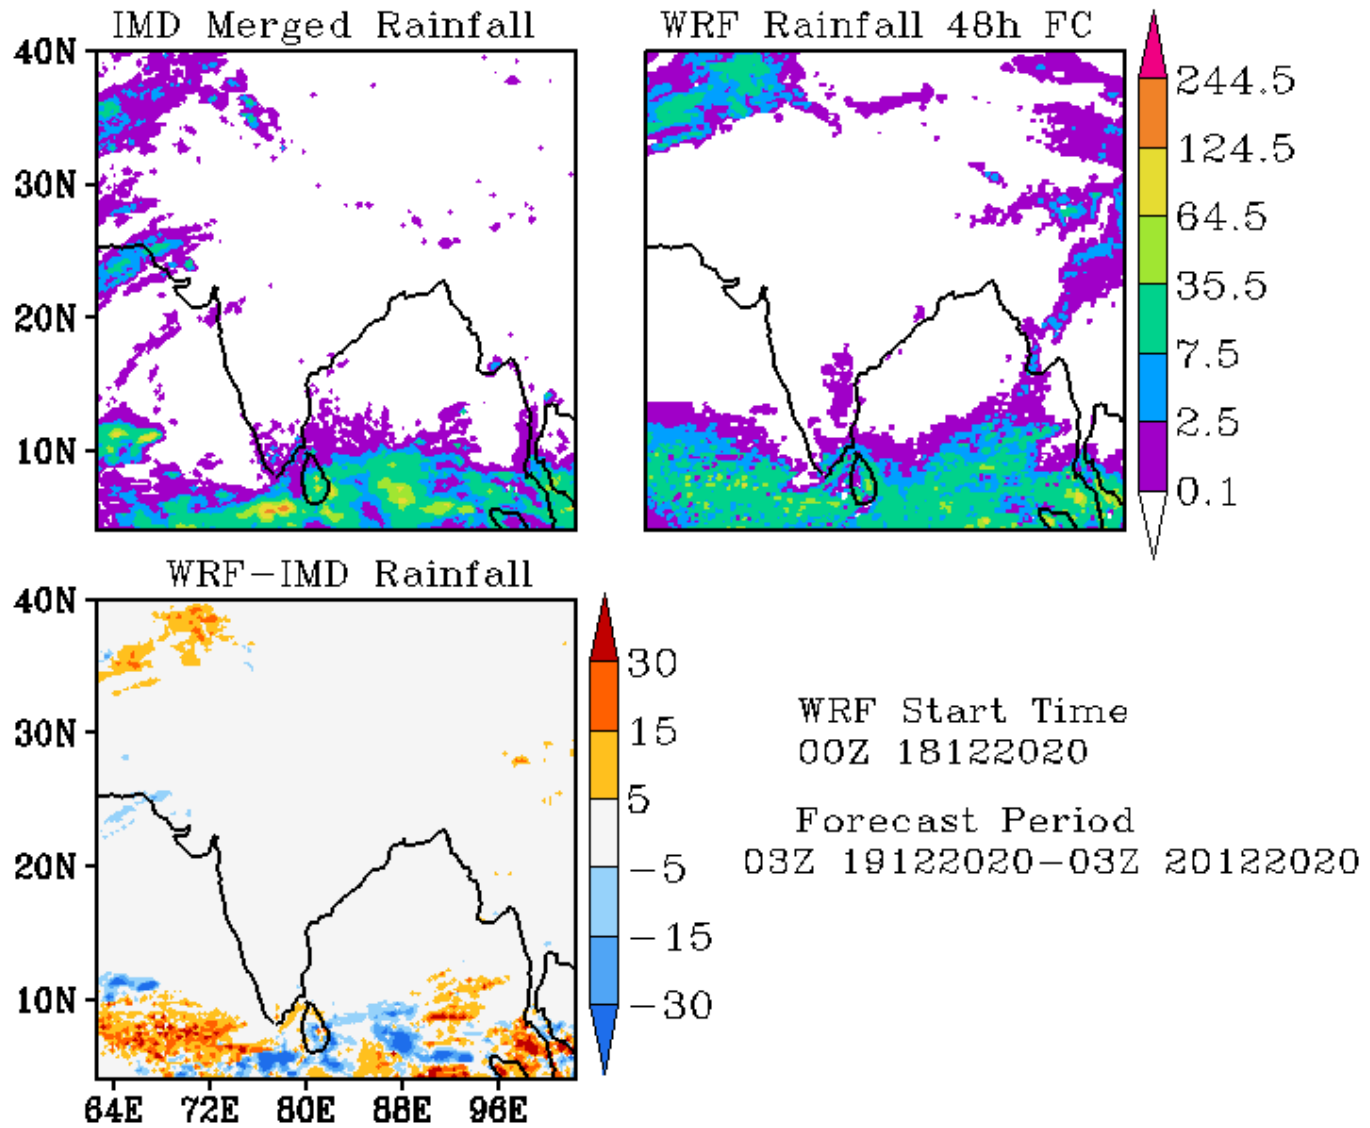 IMD Merged Rainfall
WRF Rainfall 48h FC
40N
30N
20N
10N
244.5
124.5
64.5
35.5
7.5
2.5
0.1
WRF-IMD Rainfall
40N
30N
20N
10N
64E 72E 80E 88E 96E
30
15
5
-5
-15
-30
WRF Start Time
00Z 18122020
Forecast Period
03Z 19122020-03Z 20122020